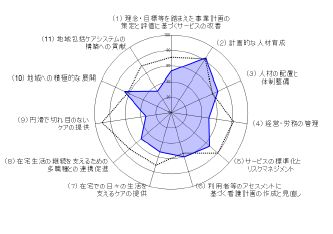 (1) 理念・目標等を踏まえた事業計画の
策定と評価に基づくサービスの改善
(2) 計画的な人材育成
(3) 人材の配置と
体制整備
(4) 経営・労務の管理
(5) サービスの標準化と
リスクマネジメント
(6) 利用者等のアセスメントに
基づく看護計画の作成と見直し
(7) 在宅での日々の生活を
支えるケアの提供
(8) 在宅生活の継続を支えるための
多職種との連携促進
(9) 円滑で切れ目のない
ケアの提供
(10) 地域への積極的な展開
(11) 地域包括ケアシステムの
構築への貢献